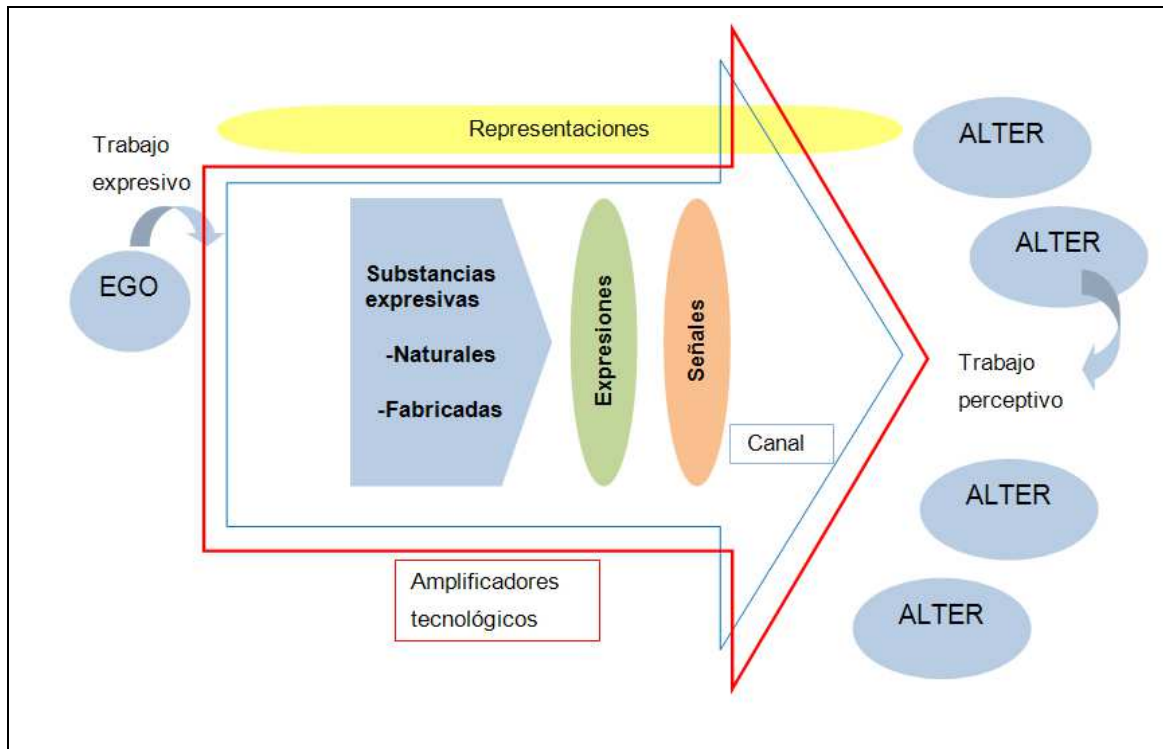 Representaciones
Trabajo
expresivo
EGO
Substancias
expresivas
-Naturales
-Fabricadas
Expresiones
Señales
Canal
Amplificadores
tecnológicos
ALTER
ALTER
Trabajo
perceptivo
ALTER
ALTER